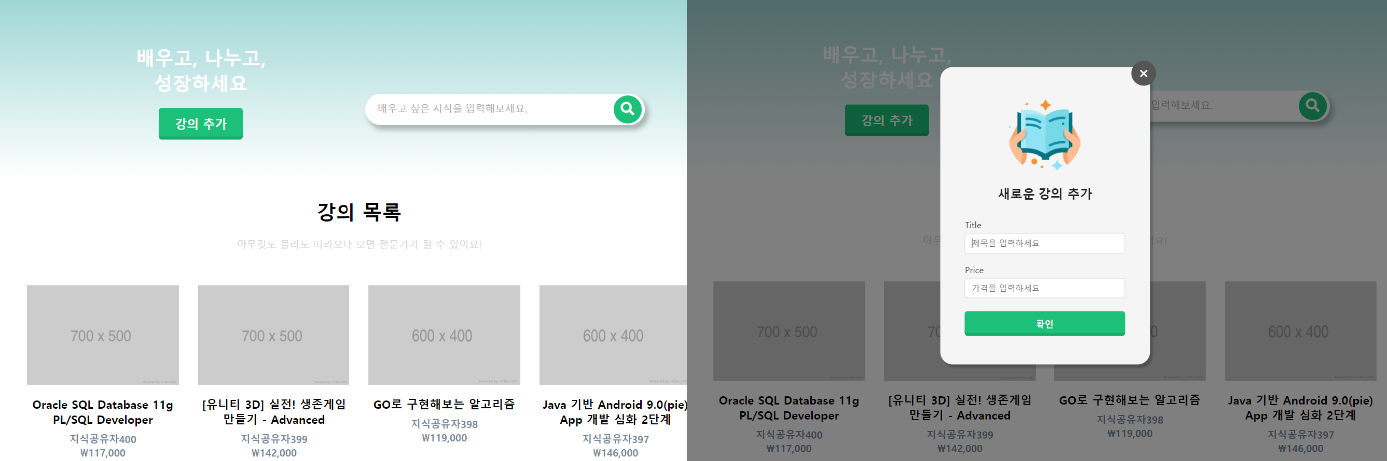 배우고, 나누고,
성장하세요
강의 추가
배우고 싶은 지식을 입력해보세요.
강의 목록
아무것도 몰라도 따라오다 보면 전문가가 될 수 있어요!
700 x 500
700 x 500
600 x 400
600 x 400
Oracle SQL Database 11g
PL/SQL Developer
지식공유자400
₩117,000
[유니티 3D] 실전! 생존게임
만들기 - Advanced
지식공유자399
₩142,000
GO로 구현해보는 알고리즘
지식공유자398
₩119,000
Java 기반 Android 9.0(pie)
App 개발 심화 2단계
지식공유자397
₩146,000
배우고, 나누고,
성장하세요
강의 추가
입력해보세요.
새로운 강의 추가
Title
제목을 입력하세요
Price
가격을 입력하세요
확인
700 x 500
600 x 400
Oracle SQL Database 11g
PL/SQL Developer
지식공유자400
₩117,000
[유니티 3D] 실전! 생존게임
만들기 - Advanced
지식공유자399
₩142,000
GO로 구현해보는 알고리즘
지식공유자398
₩119,000
Java 기반 Android 9.0(pie)
App 개발 심화 2단계
지식공유자397
₩146,000